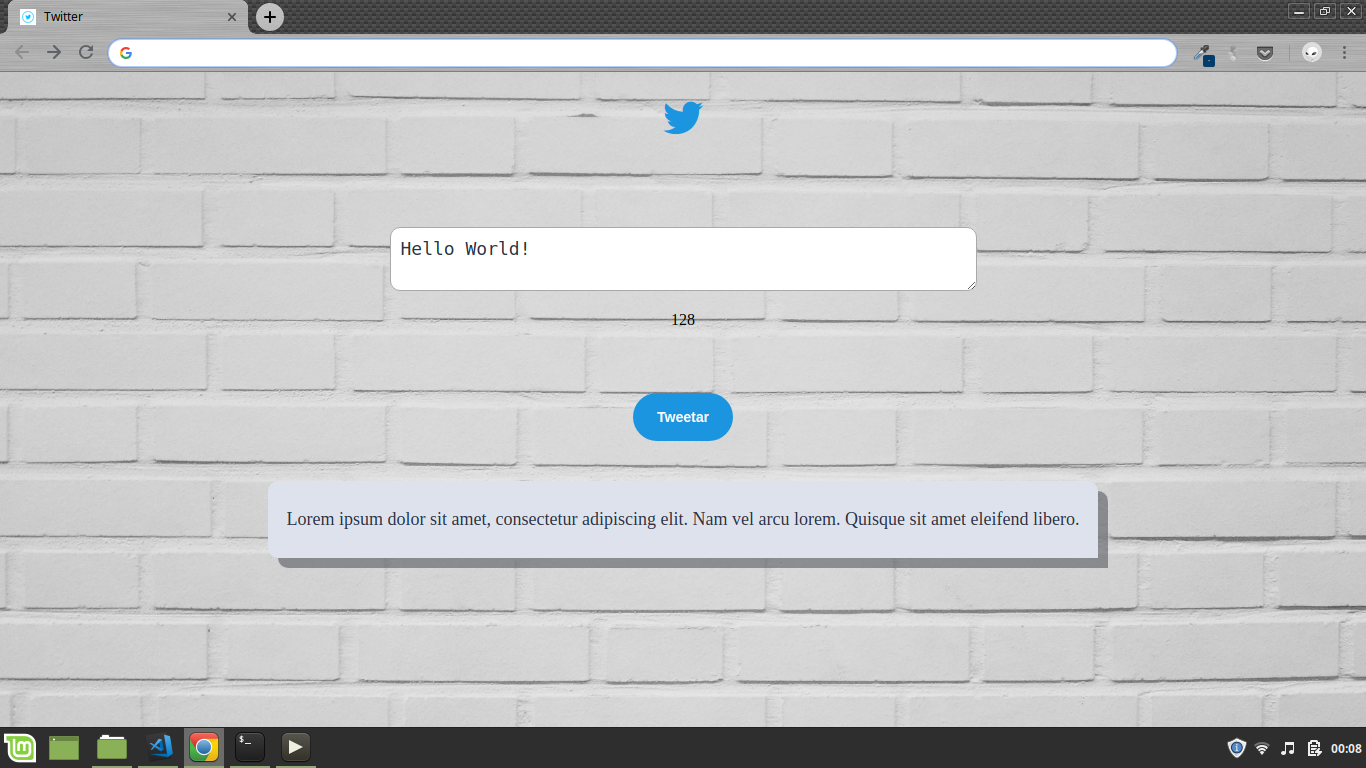 Twitter
Hello World!
128
Tweetar
Lorem ipsum dolor sit amet, consectetur adipiscing elit. Nam vel arcu lorem. Quisque sit amet eleifend libero.
$_
00:08